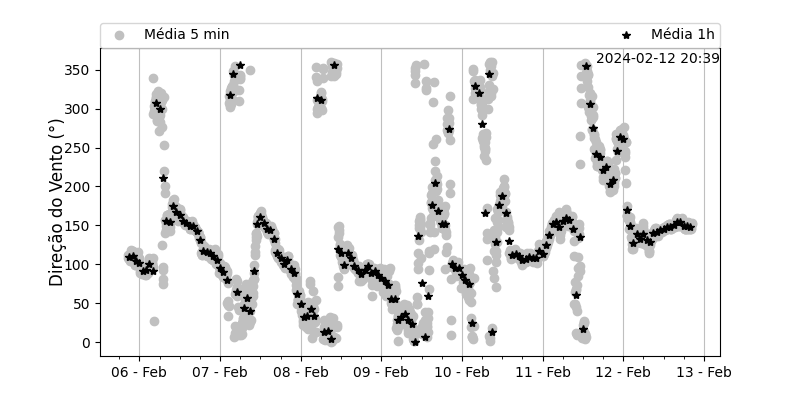 Média 5 min
Média 1h
2024-02-12 20:39
Direção do Vento (°)
350
300
250
200
150
100
50
0
06 - Feb 07 - Feb 08 - Feb 09 - Feb 10 - Feb 11 - Feb 12 - Feb 13 - Feb